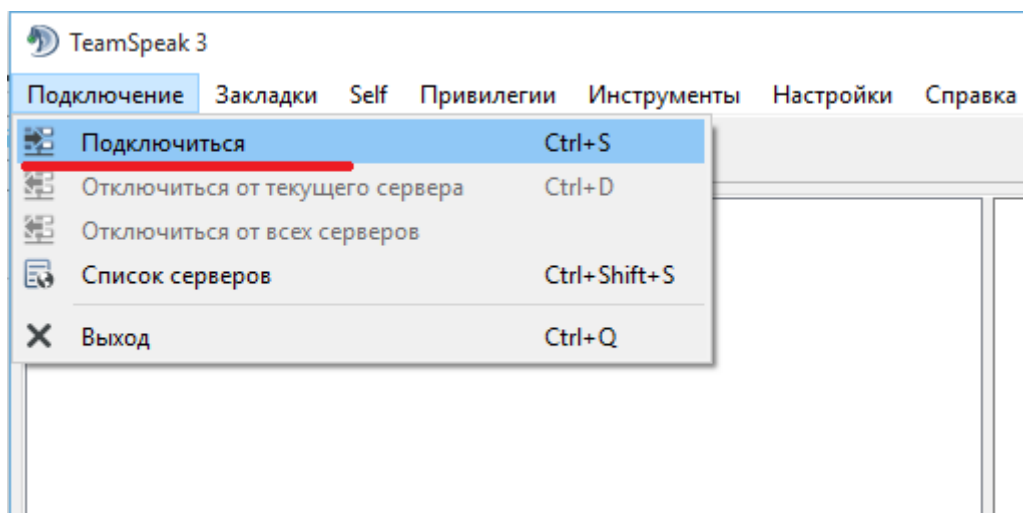 TeamSpeak 3
Подключение Закладки Self Привилегии Инструменты Настройки Справка
Подключиться Ctrl+S
Отключиться от текущего сервера Ctrl+D
Отключиться от всех серверов
Список серверов Ctrl+Shift+S
Выход Ctrl+Q